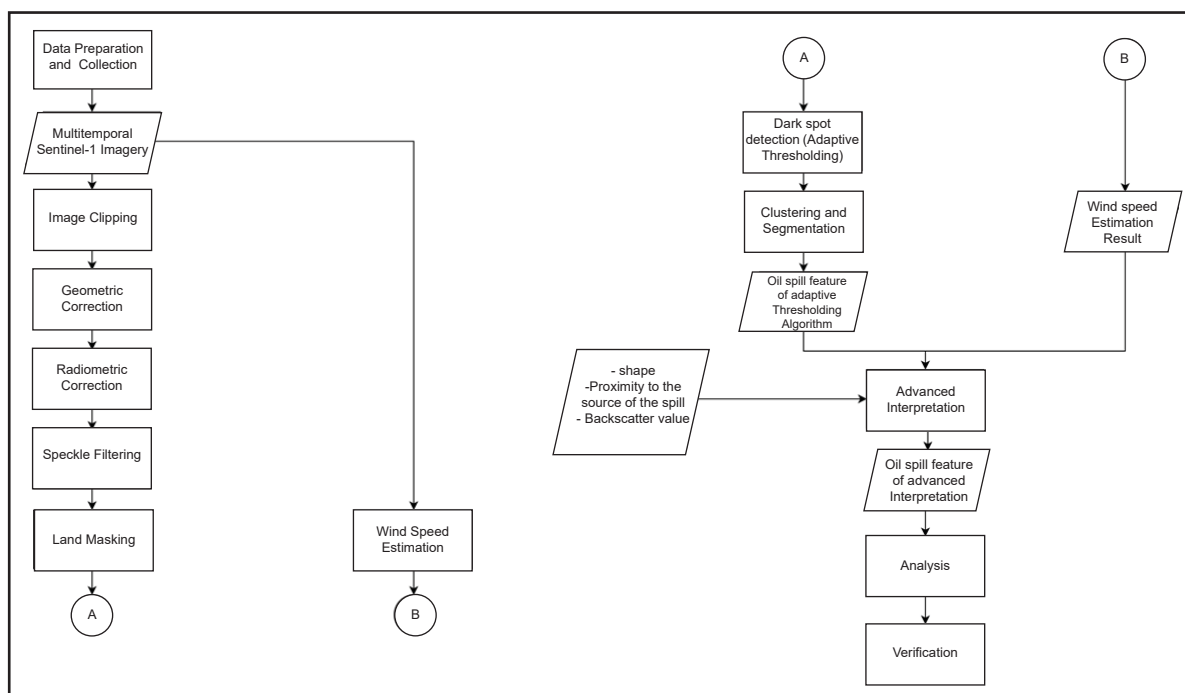 Data Preparation
and Collection
Multitemporal
Sentinel-1 Imagery
Image Clipping
Geometric
Correction
Radiometric
Correction
Speckle Filtering
Land Masking
A
Wind Speed
Estimation
B
A
Dark spot
detection (Adaptive
Thresholding)
Clustering and
Segmentation
Oil spill feature
of adaptive
Thresholding
Algorithm
B
Wind speed
Estimation
Result
- shape
-Proximity to the
source of the spill
- Backscatter value
Advanced
Interpretation
Oil spill feature
of advanced
Interpretation
Analysis
Verification